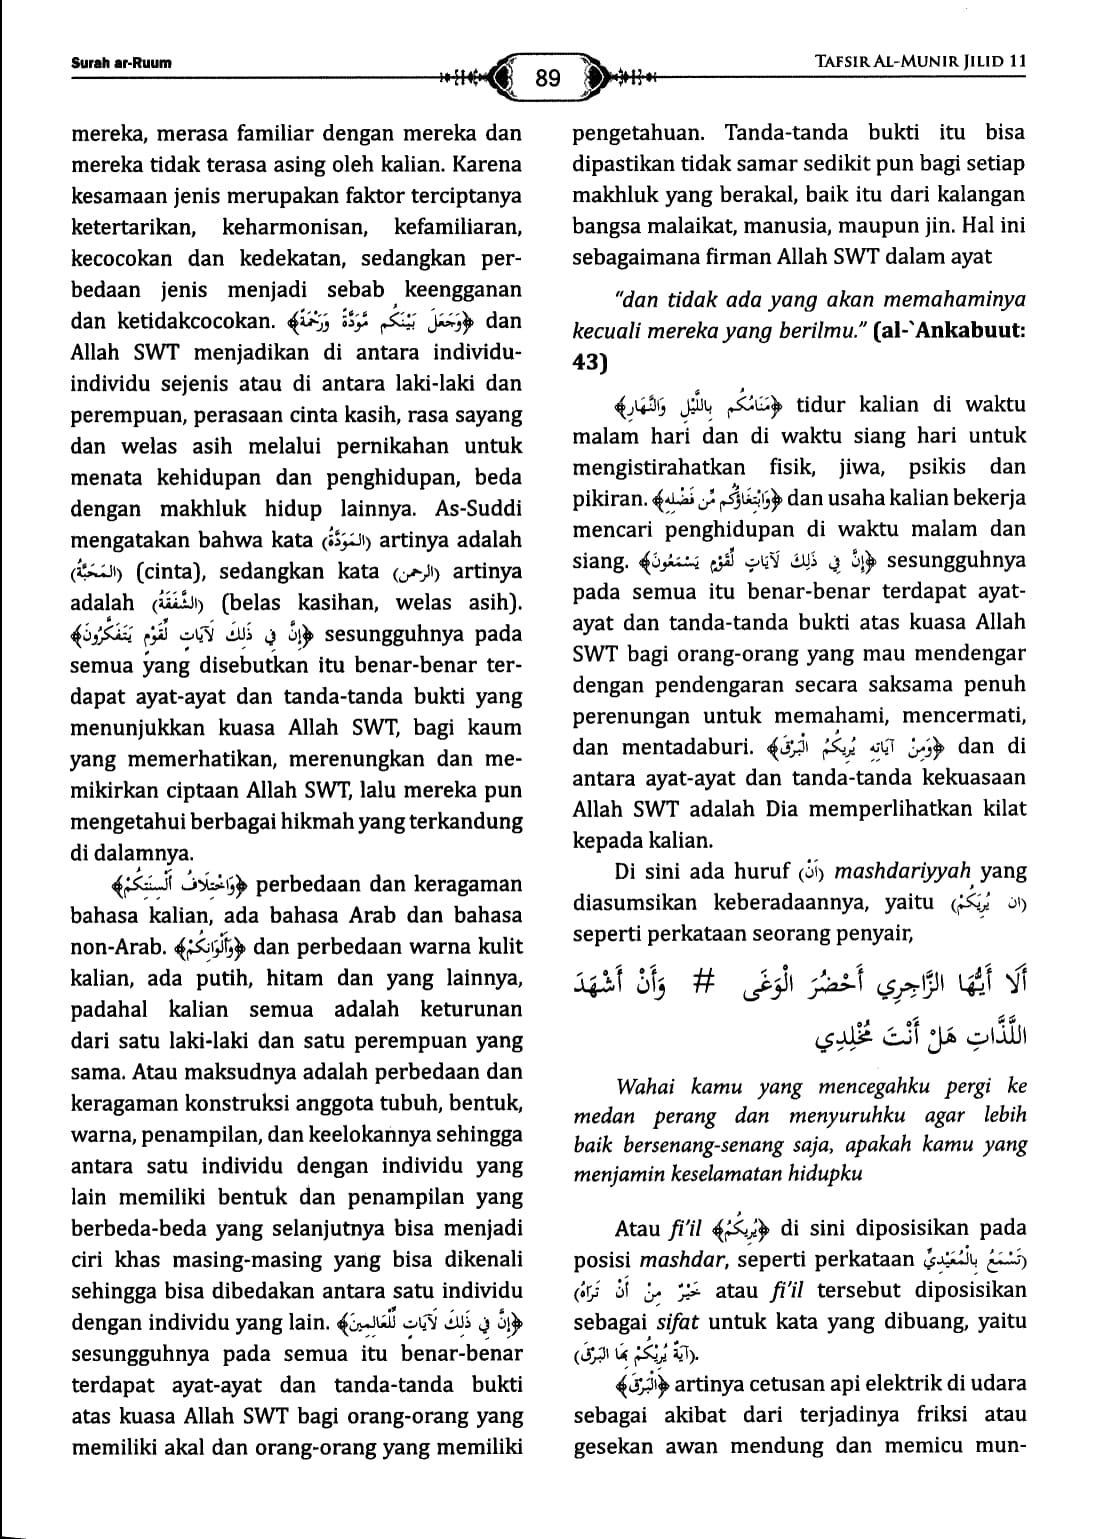 Surah ar-Ruum
89
TAFSIR AL-MUNIR JILID 11
mereka, merasa familiar dengan mereka dan
mereka tidak terasa asing oleh kalian. Karena
kesamaan jenis merupakan faktor terciptanya
ketertarikan, keharmonisan, kefamiliaran,
kecocokan dan kedekatan, sedangkan per-
bedaan jenis menjadi sebab keengganan
dan ketidakcocokan. ﴿وَجَعَلَ بَيْنَكُم مَّوَدَّةً وَرَحْمَةً﴾ dan
Allah SWT menjadikan di antara individu-
individu sejenis atau di antara laki-laki dan
perempuan, perasaan cinta kasih, rasa sayang
dan welas asih melalui pernikahan untuk
menata kehidupan dan penghidupan, beda
dengan makhluk hidup lainnya. As-Suddi
mengatakan bahwa kata (المَوَدَّةُ) artinya adalah
(المَحَبَّةُ) (cinta), sedangkan kata (الرحمن) artinya
adalah (الشَّفَقَةُ) (belas kasihan, welas asih).
﴿إِنَّ فِي ذَلِكَ لَآيَاتٍ لِّقَوْمٍ يَتَفَكَّرُونَ﴾ sesungguhnya pada
semua yang disebutkan itu benar-benar ter-
dapat ayat-ayat dan tanda-tanda bukti yang
menunjukkan kuasa Allah SWT, bagi kaum
yang memerhatikan, merenungkan dan me-
mikirkan ciptaan Allah SWT, lalu mereka pun
mengetahui berbagai hikmah yang terkandung
di dalamnya.
﴿وَاخْتِلَافُ أَلْسِنَتِكُمْ﴾ perbedaan dan keragaman
bahasa kalian, ada bahasa Arab dan bahasa
non-Arab. ﴿وَأَلْوَانِكُمْ﴾ dan perbedaan warna kulit
kalian, ada putih, hitam dan yang lainnya,
padahal kalian semua adalah keturunan
dari satu laki-laki dan satu perempuan yang
sama. Atau maksudnya adalah perbedaan dan
keragaman konstruksi anggota tubuh, bentuk,
warna, penampilan, dan keelokannya sehingga
antara satu individu dengan individu yang
lain memiliki bentuk dan penampilan yang
berbeda-beda yang selanjutnya bisa menjadi
ciri khas masing-masing yang bisa dikenali
sehingga bisa dibedakan antara satu individu
dengan individu yang lain. ﴿إِنَّ فِي ذَلِكَ لَآيَاتٍ لِّلْعَالِمِينَ﴾
sesungguhnya pada semua itu benar-benar
terdapat ayat-ayat dan tanda-tanda bukti
atas kuasa Allah SWT bagi orang-orang yang
memiliki akal dan orang-orang yang memiliki
pengetahuan. Tanda-tanda bukti itu bisa
dipastikan tidak samar sedikit pun bagi setiap
makhluk yang berakal, baik itu dari kalangan
bangsa malaikat, manusia, maupun jin. Hal ini
sebagaimana firman Allah SWT dalam ayat
"dan tidak ada yang akan memahaminya
kecuali mereka yang berilmu." (al-`Ankabuut:
43)
﴿مَنَامُكُم بِاللَّيْلِ وَالنَّهَارِ﴾ tidur kalian di waktu
malam hari dan di waktu siang hari untuk
mengistirahatkan fisik, jiwa, psikis dan
pikiran. ﴿وَابْتِغَاؤُكُم مِّن فَضْلِهِ﴾ dan usaha kalian bekerja
mencari penghidupan di waktu malam dan
siang. ﴿إِنَّ فِي ذَلِكَ لَآيَاتٍ لِّقَوْمٍ يَسْمَعُونَ﴾ sesungguhnya
pada semua itu benar-benar terdapat ayat-
ayat dan tanda-tanda bukti atas kuasa Allah
SWT bagi orang-orang yang mau mendengar
dengan pendengaran secara saksama penuh
perenungan untuk memahami, mencermati,
dan mentadaburi. ﴿وَمِنْ آيَاتِهِ يُرِيكُمُ الْبَرْقَ﴾ dan di
antara ayat-ayat dan tanda-tanda kekuasaan
Allah SWT adalah Dia memperlihatkan kilat
kepada kalian.
Di sini ada huruf (اَنْ) mashdariyyah yang
diasumsikan keberadaannya, yaitu (ان يُرِيَكُمْ)
seperti perkataan seorang penyair,
أَلَا أَيُّهَا الزَّاجِرِي أَحْضُرَ الْوَغَى # وَأَنْ أَشْهَدَ
اللَّذَّاتِ هَلْ أَنْتَ مُخْلِدِي
Wahai kamu yang mencegahku pergi ke
medan perang dan menyuruhku agar lebih
baik bersenang-senang saja, apakah kamu yang
menjamin keselamatan hidupku
Atau fi'il ﴿يُرِيكُمُ﴾ di sini diposisikan pada
posisi mashdar, seperti perkataan (تَسْمَعُ بِالْمُعَيْدِيِّ
خَيْرٌ مِنْ أَنْ تَرَاهُ) atau fi'il tersebut diposisikan
sebagai sifat untuk kata yang dibuang, yaitu
(آيَةٌ يُرِيْكُمْ بِهَا البَرْقَ).
﴿الْبَرْقَ﴾ artinya cetusan api elektrik di udara
sebagai akibat dari terjadinya friksi atau
gesekan awan mendung dan memicu mun-